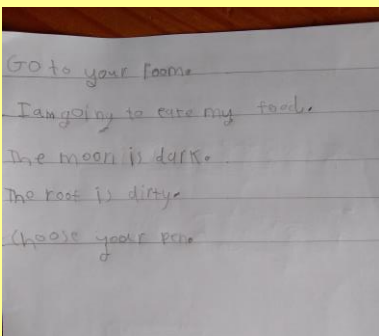 Go to your room.
I am going to eate my food.
The moon is dark.
The roof is dirty.
Choose your pen.